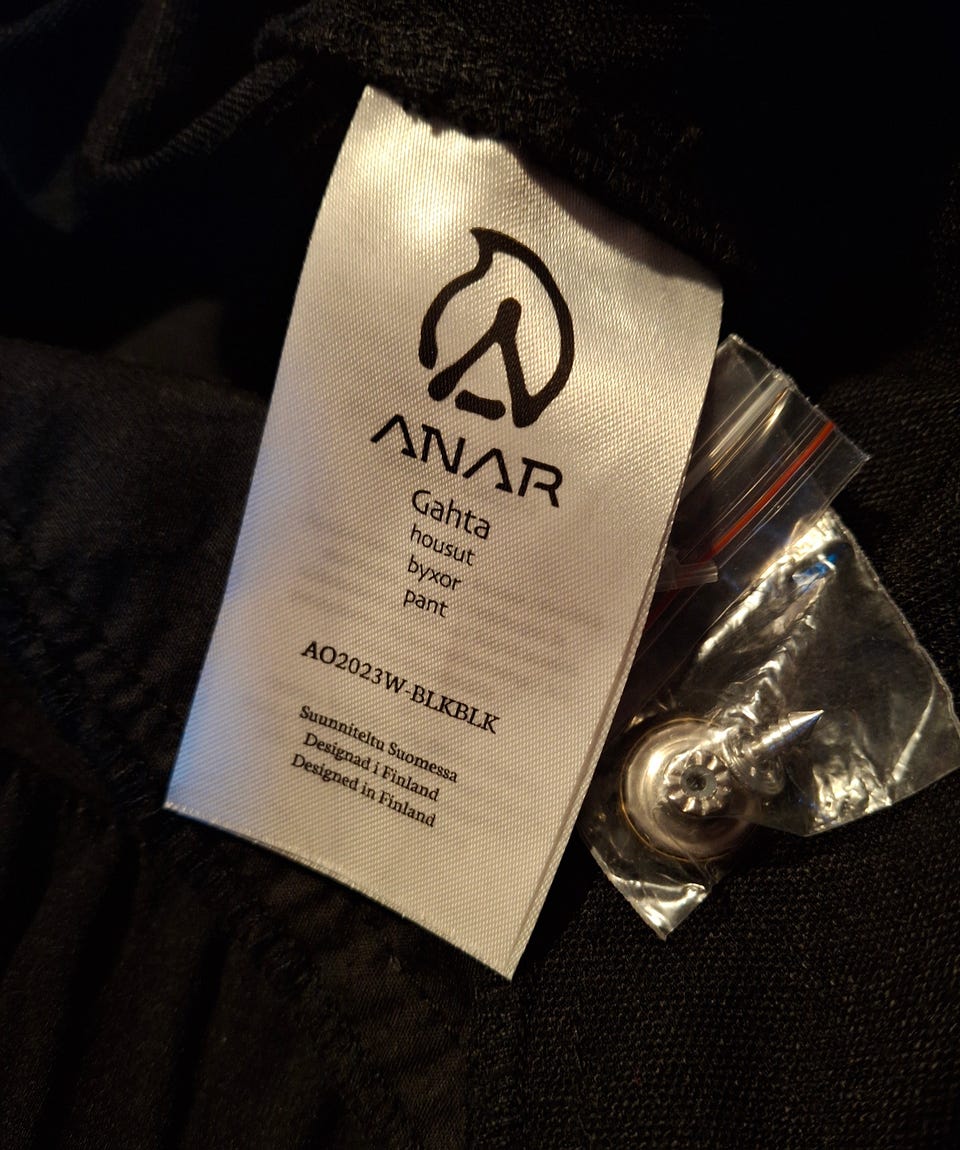 ANAR
Gahta
housut
byxor
pant
AO2023W-BLKBLK
Suunniteltu Suomessa
Designad i Finland
Designed in Finland